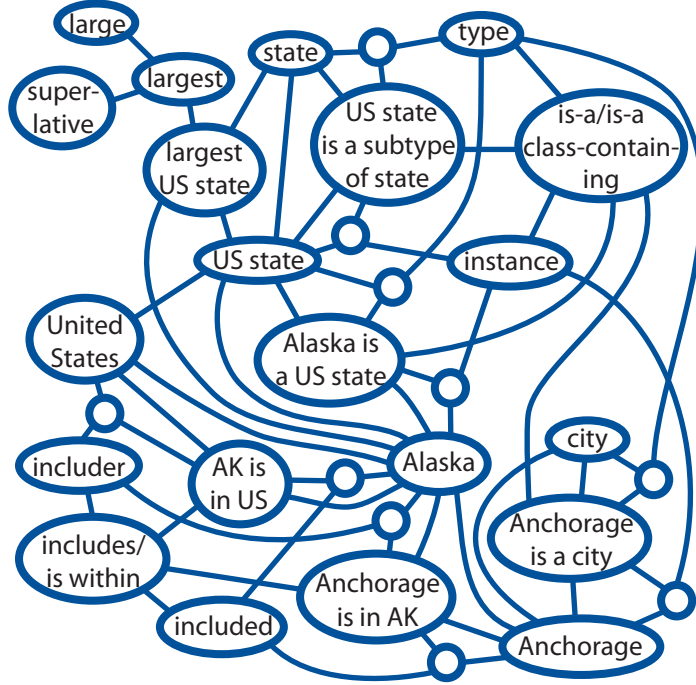 large
state
type
super-
lative
largest
US state
is a subtype
of state
is-a/is-a
class-contain-
ing
largest
US state
US state
instance
United
States
Alaska is
a US state
includer
AK is
in US
Alaska
city
includes/
is within
Anchorage
is a city
included
Anchorage
is in AK
Anchorage